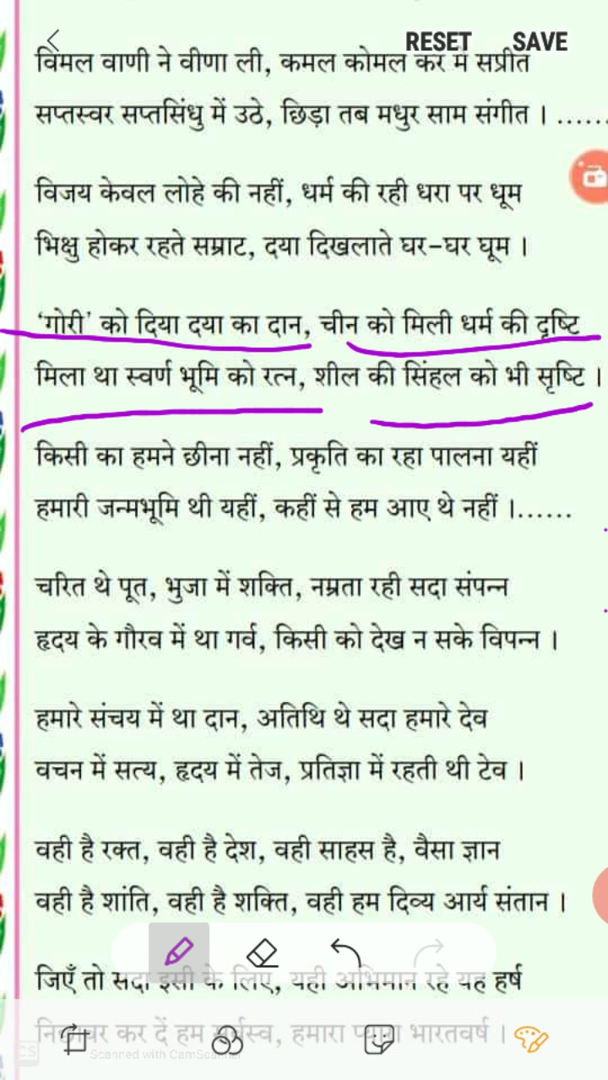 RESET SAVE
विमल वाणी ने वीणा ली, कमल कोमल कर में सप्रीत
सप्तस्वर सप्तसिंधु में उठे, छिड़ा तब मधुर साम संगीत । ......
विजय केवल लोहे की नहीं, धर्म की रही धरा पर धूम
भिक्षु होकर रहते सम्राट, दया दिखलाते घर-घर घूम ।
‘गोरी’ को दिया दया का दान, चीन को मिली धर्म की दृष्टि
मिला था स्वर्ण भूमि को रत्न, शील की सिंहल को भी सृष्टि ।
किसी का हमने छीना नहीं, प्रकृति का रहा पालना यहीं
हमारी जन्मभूमि थी यहीं, कहीं से हम आए थे नहीं ।......
चरित थे पूत, भुजा में शक्ति, नम्रता रही सदा संपन्न
हृदय के गौरव में था गर्व, किसी को देख न सके विपन्न ।
हमारे संचय में था दान, अतिथि थे सदा हमारे देव
वचन में सत्य, हृदय में तेज, प्रतिज्ञा में रहती थी टेव ।
वही है रक्त, वही है देश, वही साहस है, वैसा ज्ञान
वही है शांति, वही है शक्ति, वही हम दिव्य आर्य संतान ।
जिएँ तो सदा इसी के लिए, यही अभिमान रहे यह हर्ष
कर दें हम सर्वस्व, हमारा भारतवर्ष ।
CS Scanned with CamScanner